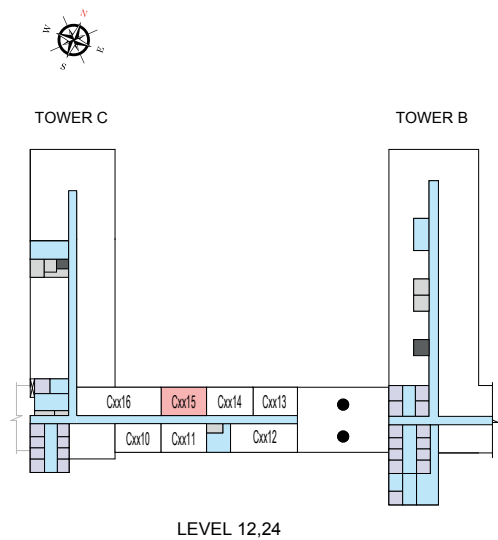 N
W
E
S
TOWER C
TOWER B
Cxx16
Cxx15
Cxx14
Cxx13
Cxx10
Cxx11
Cxx12
LEVEL 12,24